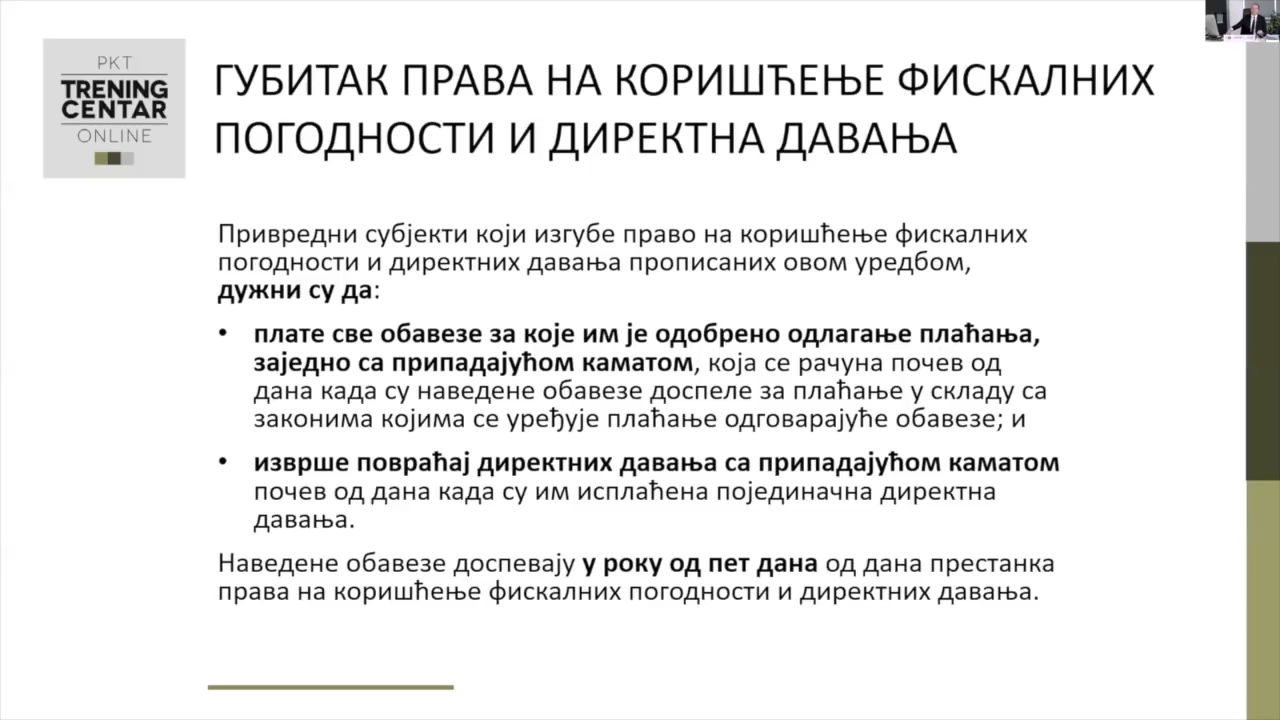 PKT
TRENING
CENTAR
ONLINE
ГУБИТАК ПРАВА НА КОРИШЋЕЊЕ ФИСКАЛНИХ
ПОГОДНОСТИ И ДИРЕКТНА ДАВАЊА
Привредни субјекти који изгубе право на коришћење фискалних
погодности и директних давања прописаних овом уредбом,
дужни су да:
• плате све обавезе за које им је одобрено одлагање плаћања,
заједно са припадајућом каматом, која се рачуна почев од
дана када су наведене обавезе доспеле за плаћање у складу са
законима којима се уређује плаћање одговарајуће обавезе; и
• изврше повраћај директних давања са припадајућом каматом
почев од дана када су им исплаћена појединачна директна
давања.
Наведене обавезе доспевају у року од пет дана од дана престанка
права на коришћење фискалних погодности и директних давања.